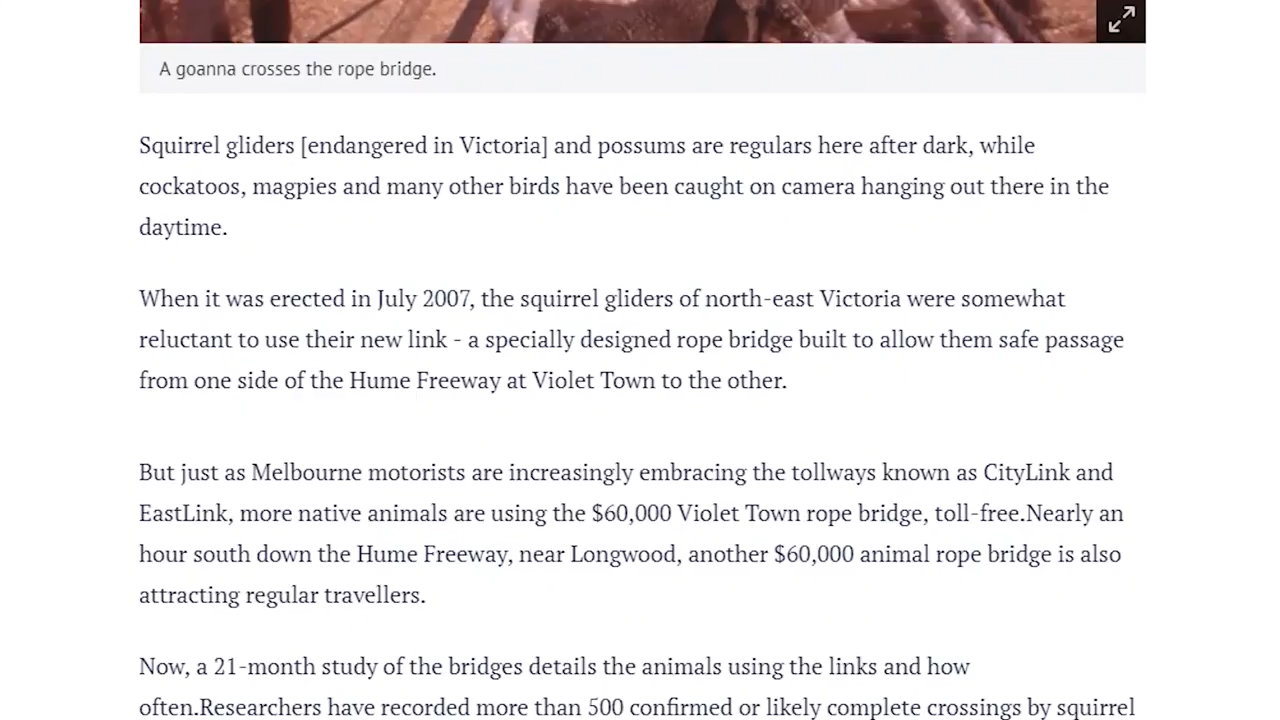 A goanna crosses the rope bridge.
Squirrel gliders [endangered in Victoria] and possums are regulars here after dark, while
cockatoos, magpies and many other birds have been caught on camera hanging out there in the
daytime.
When it was erected in July 2007, the squirrel gliders of north-east Victoria were somewhat
reluctant to use their new link - a specially designed rope bridge built to allow them safe passage
from one side of the Hume Freeway at Violet Town to the other.
But just as Melbourne motorists are increasingly embracing the tollways known as CityLink and
EastLink, more native animals are using the $60,000 Violet Town rope bridge, toll-free.Nearly an
hour south down the Hume Freeway, near Longwood, another $60,000 animal rope bridge is also
attracting regular travellers.
Now, a 21-month study of the bridges details the animals using the links and how
often.Researchers have recorded more than 500 confirmed or likely complete crossings by squirrel